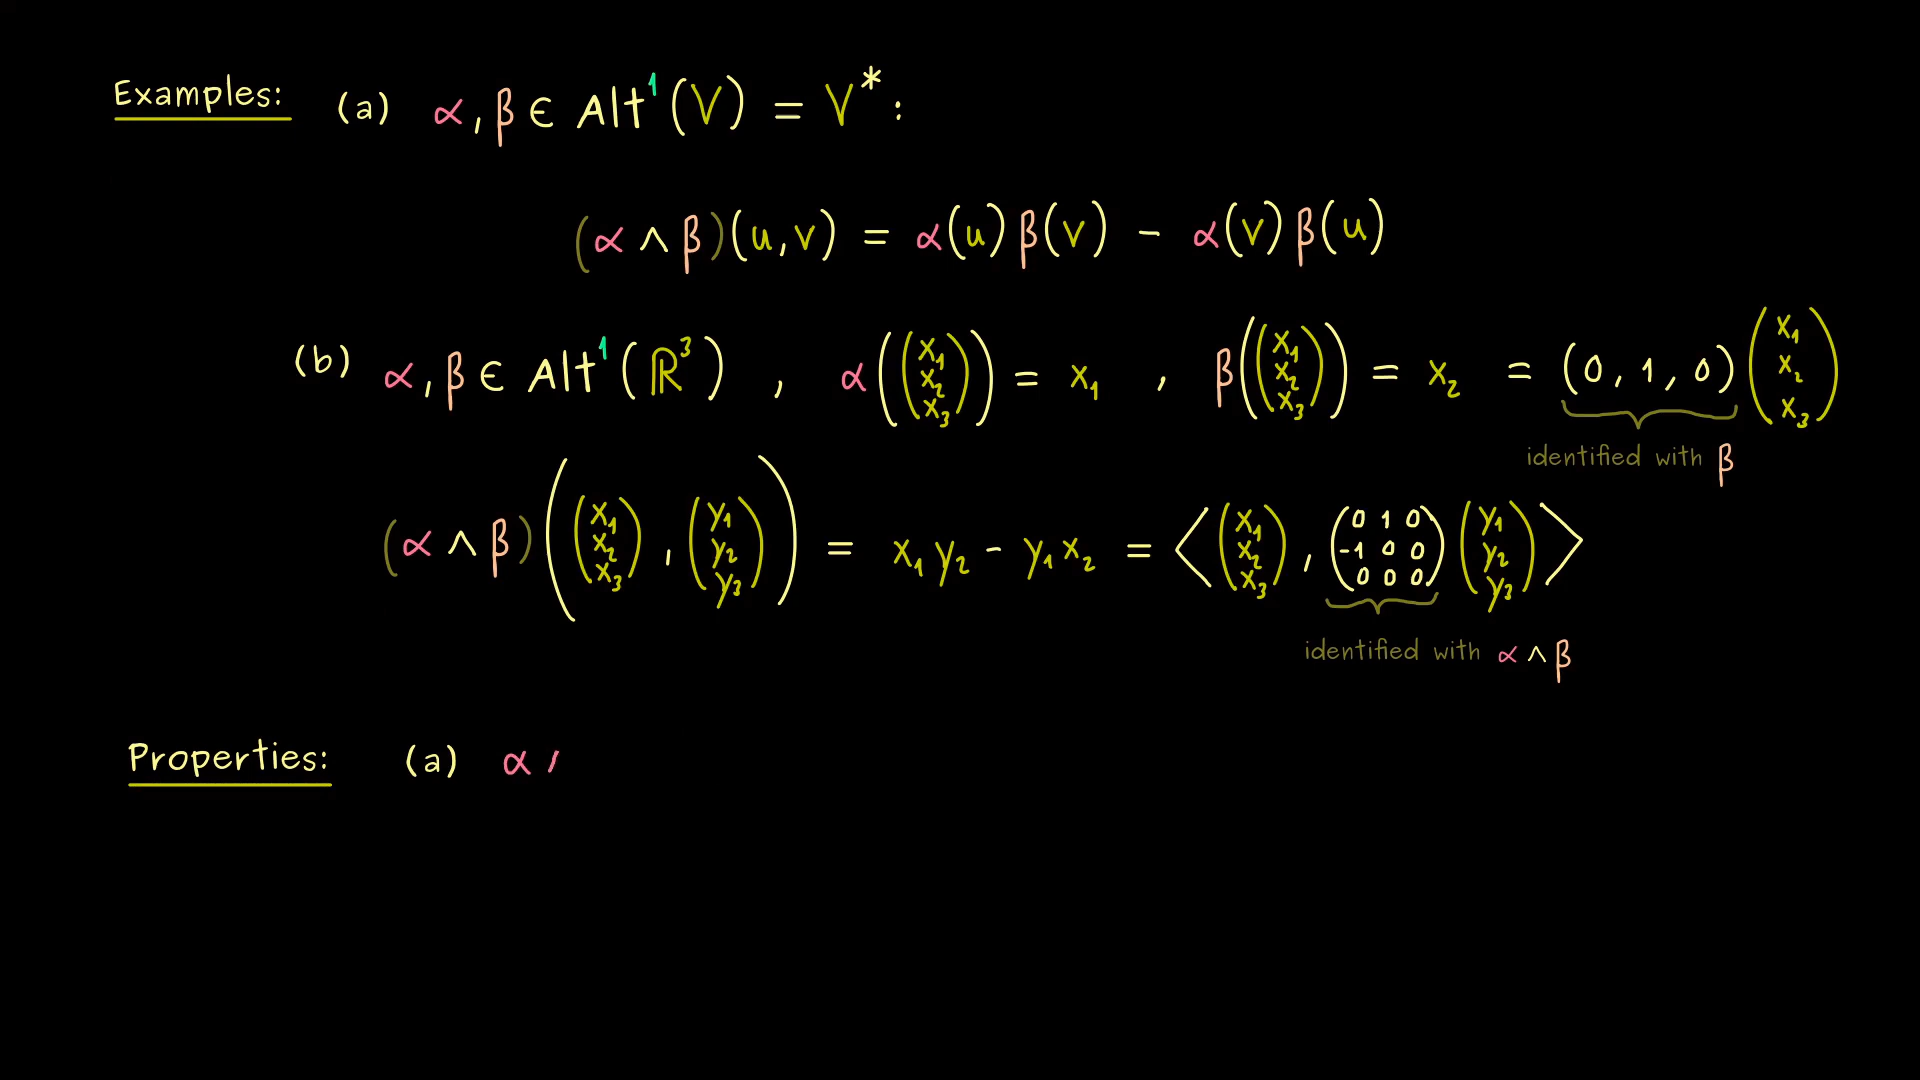 Examples: (a) α, β ∈ Alt¹(V) = V*:
(α ∧ β)(u, v) = α(u) β(v) - α(v) β(u)
(b) α, β ∈ Alt¹(ℝ³) , α((x₁ x₂ x₃)) = x₁ , β((x₁ x₂ x₃)) = x₂ = (0, 1, 0)(x₁ x₂ x₃)
identified with β
(α ∧ β)((x₁ x₂ x₃), (y₁ y₂ y₃)) = x₁ y₂ - y₁ x₂ = <(x₁ x₂ x₃), (0 1 0 -1 0 0 0 0 0)(y₁ y₂ y₃)>
identified with α ∧ β
Properties: (a) α